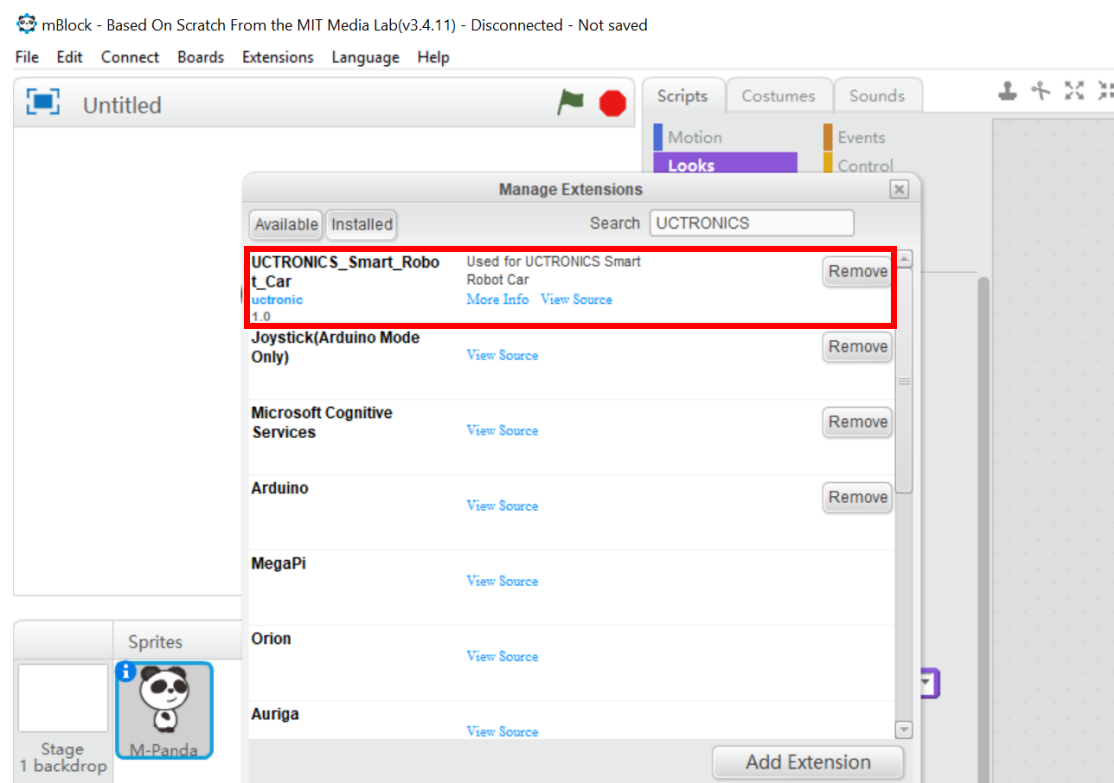 mBlock - Based On Scratch From the MIT Media Lab(v3.4.11) - Disconnected - Not saved
File Edit Connect Boards Extensions Language Help
Untitled
Scripts Costumes Sounds
Motion Events
Looks Control
Manage Extensions
Available Installed Search UCTRONICS
UCTRONICS_Smart_Robo
t_Car
uctronic
1.0
Used for UCTRONICS Smart
Robot Car
More Info View Source
Remove
Joystick(Arduino Mode
Only)
View Source
Remove
Microsoft Cognitive
Services
View Source
Remove
Arduino
View Source
Remove
MegaPi
View Source
Orion
View Source
Auriga
View Source
Add Extension
Sprites
Stage
1 backdrop
M-Panda